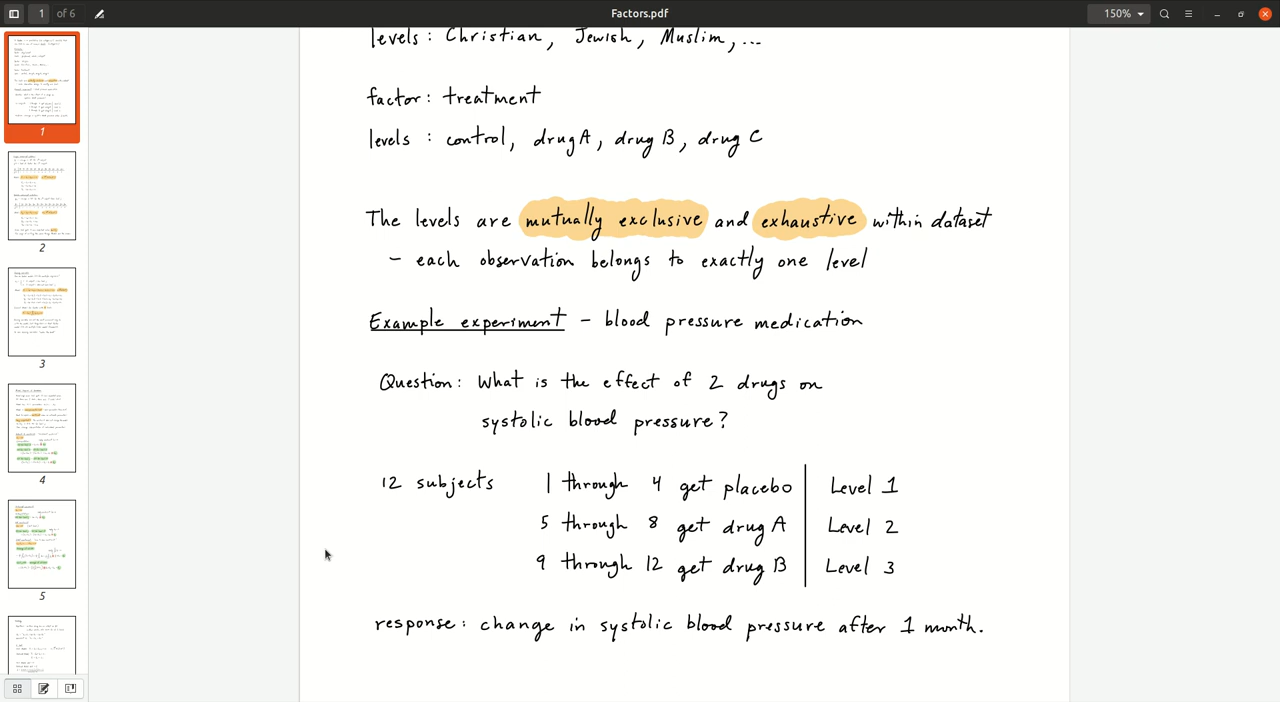 1 of 6
Factors.pdf
150%
levels: Christian, Jewish, Muslim,...
factor: treatment
levels : control, drug A, drug B, drug C
The levels are mutually exclusive and exhaustive within dataset
- each observation belongs to exactly one level
Example experiment - blood pressure medication
Question: What is the effect of 2 drugs on
systolic blood pressure?
12 subjects 1 through 4 get placebo Level 1
5 through 8 get drug A Level 2
9 through 12 get drug B Level 3
response: change in systolic blood pressure after 1 month.
1
2
3
4
5